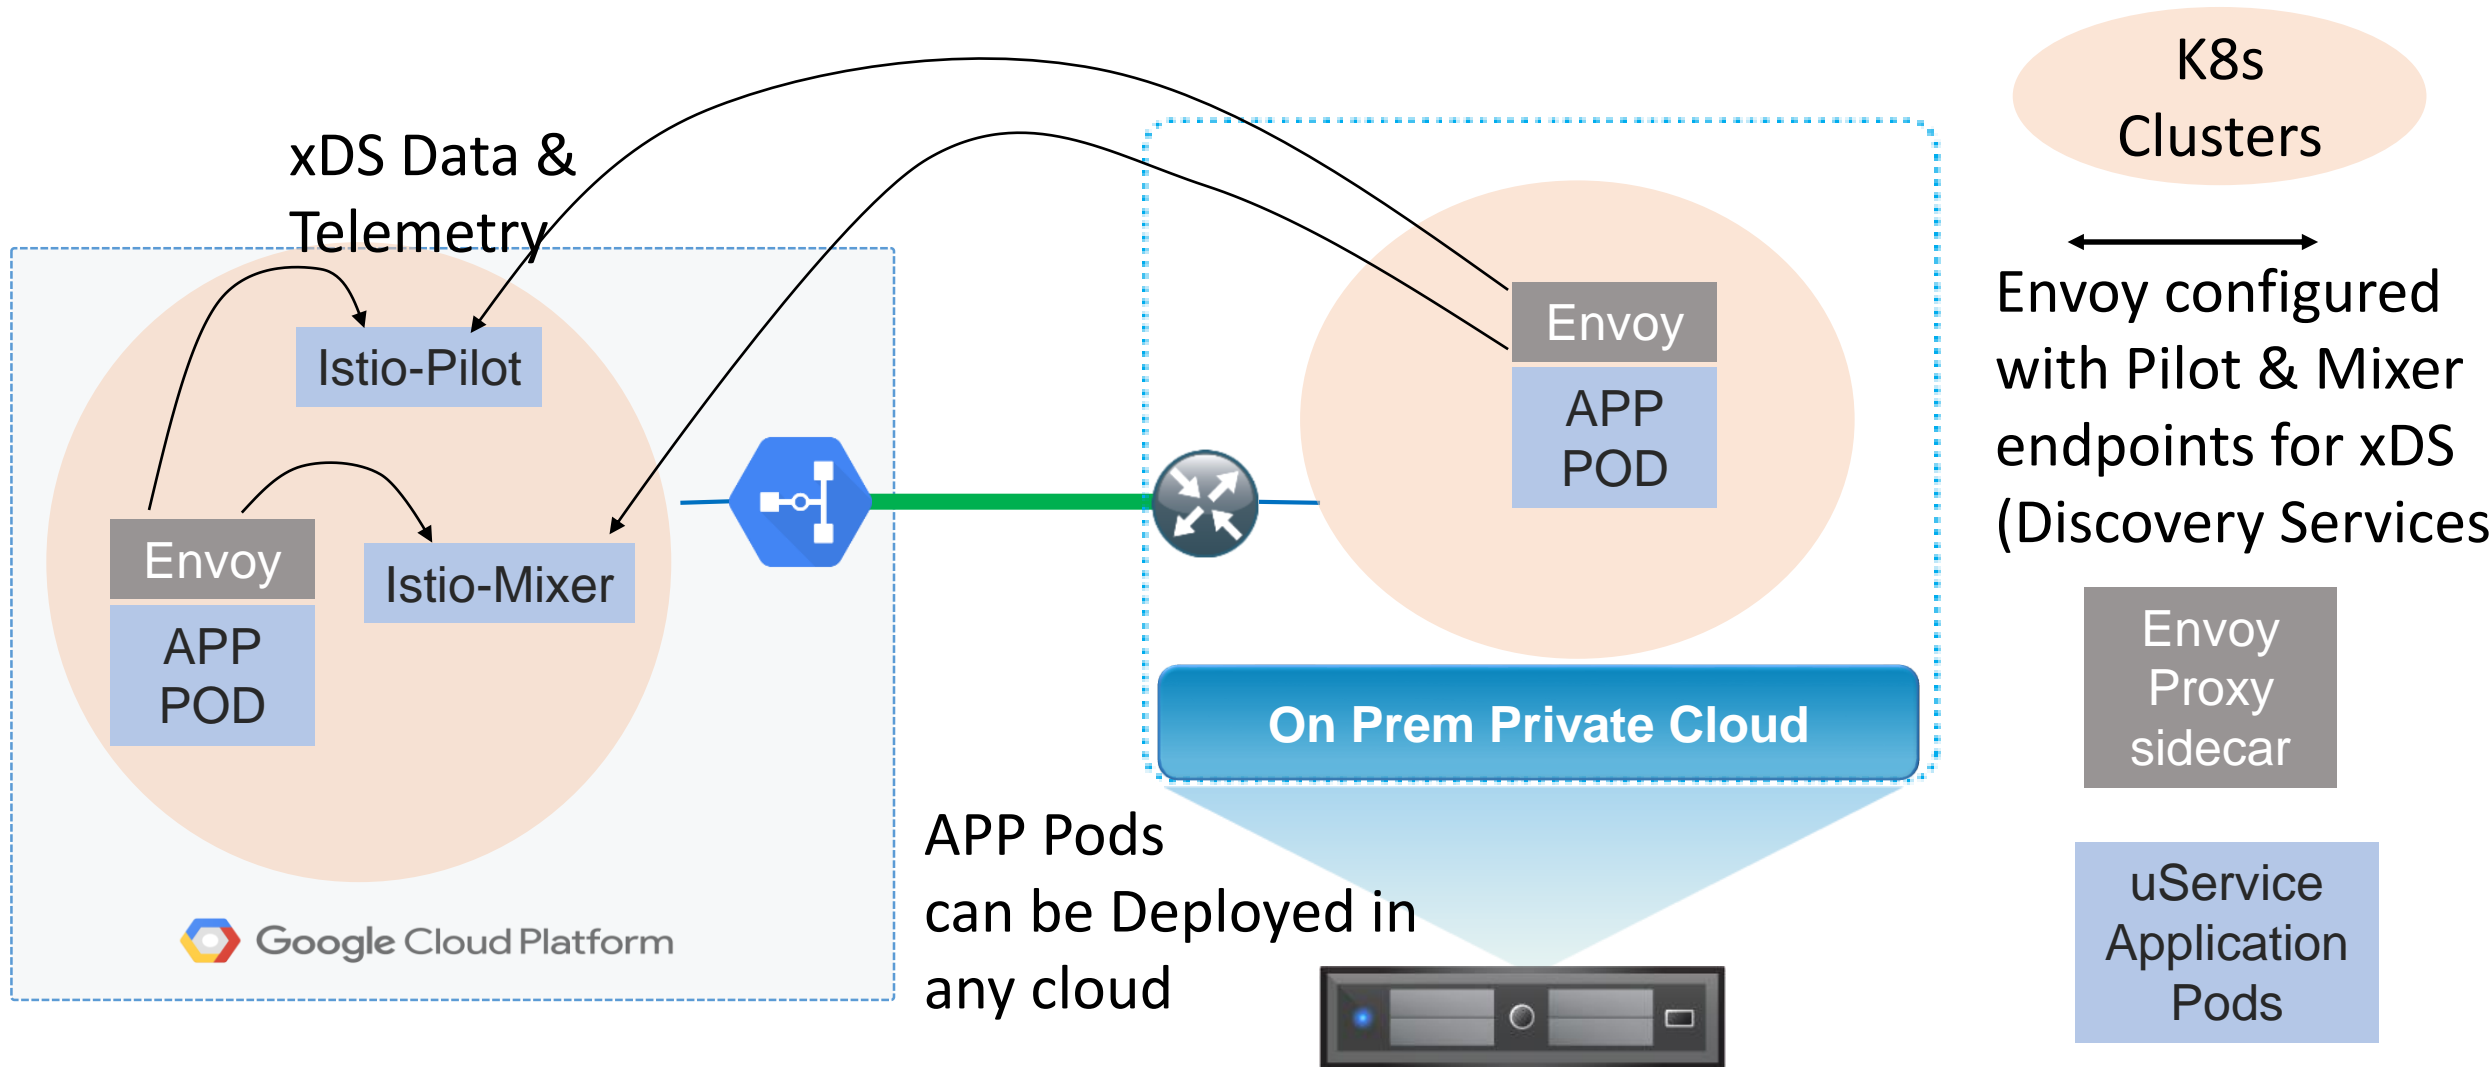 xDS Data &
Telemetry
Istio-Pilot
Envoy
APP
POD
Istio-Mixer
Google Cloud Platform
Envoy
APP
POD
On Prem Private Cloud
APP Pods
can be Deployed in
any cloud
K8s
Clusters
Envoy configured
with Pilot & Mixer
endpoints for xDS
(Discovery Services
Envoy
Proxy
sidecar
uService
Application
Pods